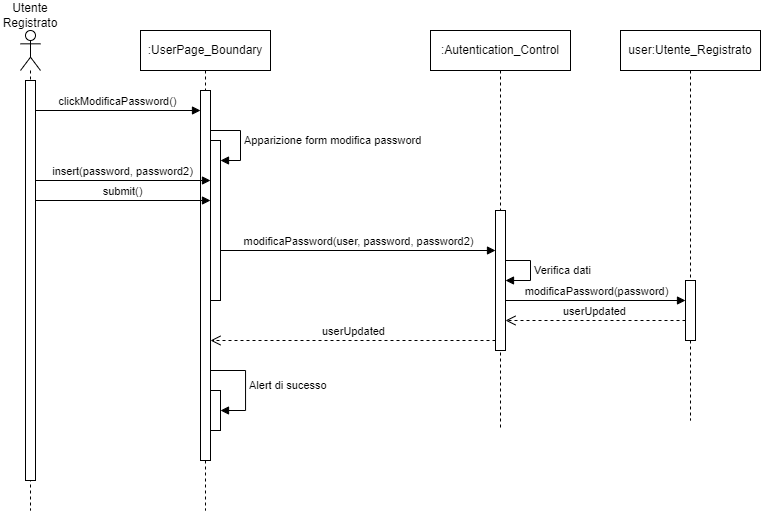 Utente
Registrato
:UserPage_Boundary
:Autentication_Control
user:Utente_Registrato
clickModificaPassword()
Apparizione form modifica password
insert(password, password2)
submit()
modificaPassword(user, password, password2)
Verifica dati
modificaPassword(password)
userUpdated
userUpdated
Alert di sucesso